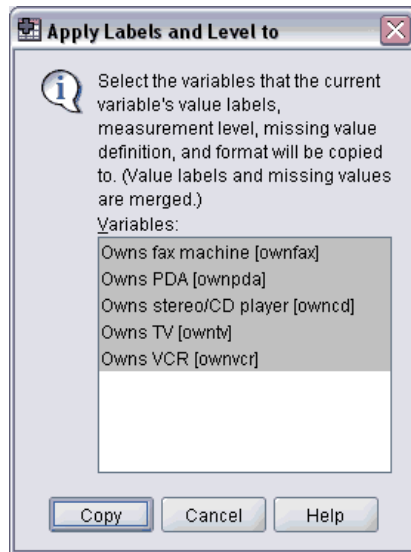 Apply Labels and Level to
Select the variables that the current
variable's value labels,
measurement level, missing value
definition, and format will be copied
to. (Value labels and missing values
are merged.)
Variables:
Owns fax machine [ownfax]
Owns PDA [ownpda]
Owns stereo/CD player [owncd]
Owns TV [owntv]
Owns VCR [ownvcr]
Copy Cancel Help